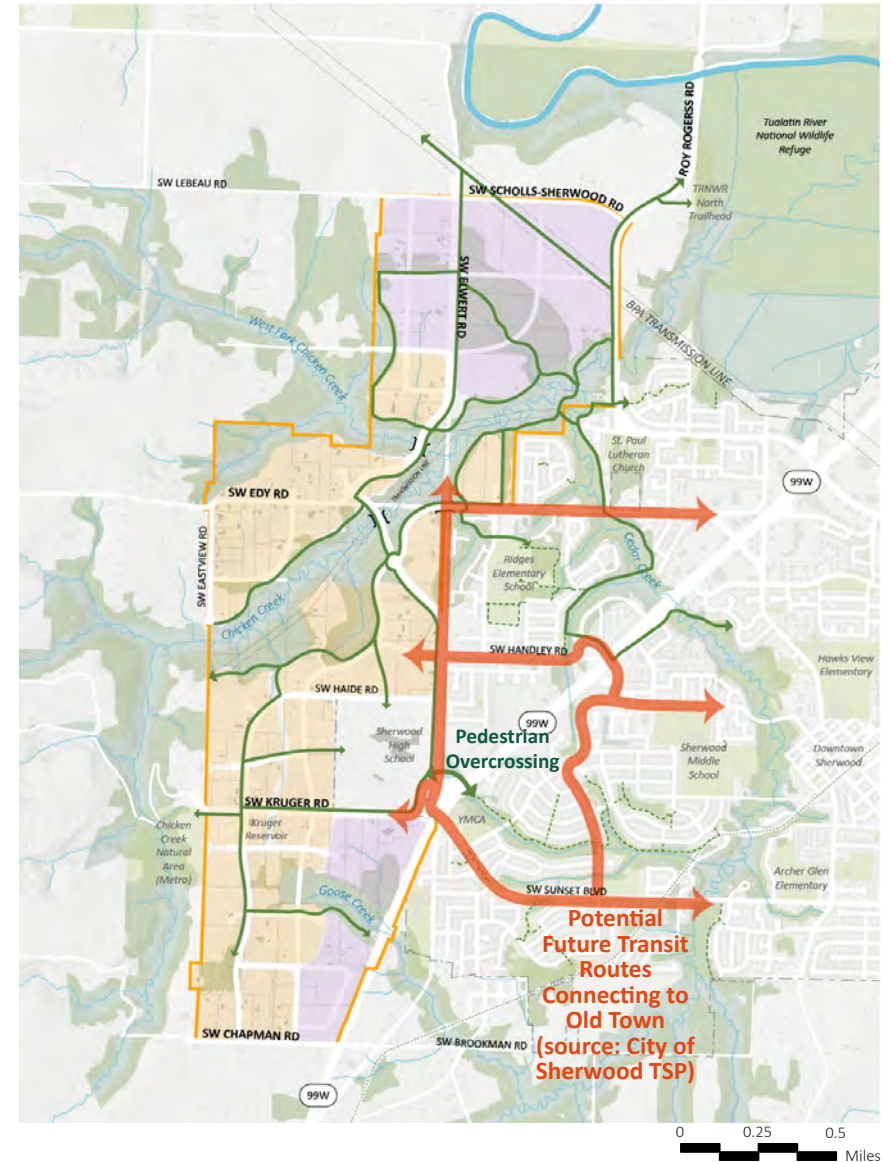 ROY ROGERSS RD
Tualatin River
National Wildlife
Refuge
SW LEBEAU RD
SW SCHOLLS-SHERWOOD RD
TRNWR
North
Trailhead
SW ELWERT RD
BPA TRANSMISSION LINE
West Fork Chicken Creek
St. Paul
Lutheran
Church
99W
TRANSMISSION LINE
SW EDY RD
SW EASTVIEW RD
Ridges
Elementary
School
Cedar Creek
Chicken Creek
SW HANDLEY RD
Hawks View
Elementary
SW HAIDE RD
99W
Sherwood
High
School
Pedestrian
Overcrossing
Sherwood
Middle
School
Downtown
Sherwood
SW KRUGER RD
Kruger
Reservoir
YMCA
Chicken
Creek
Natural
Area
(Metro)
Archer Glen
Elementary
Goose Creek
SW SUNSET BLVD
Potential
Future Transit
Routes
Connecting to
Old Town
(source: City of
Sherwood TSP)
SW CHAPMAN RD
SW BROOKMAN RD
99W
0 0.25 0.5
Miles